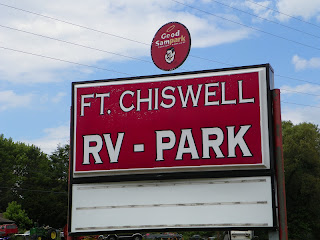 Good
Sampark
FT. CHISWELL
RV - PARK